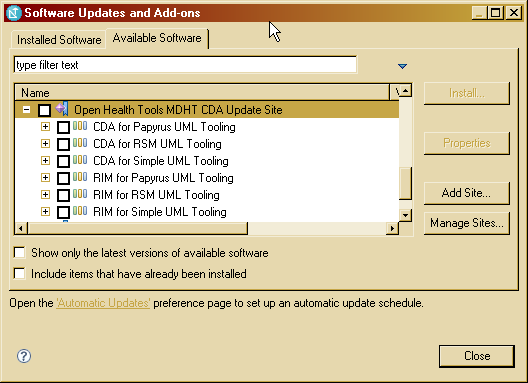 Software Updates and Add-ons
Installed Software Available Software
type filter text
Name
Install...
Open Health Tools MDHT CDA Update Site
CDA for Papyrus UML Tooling
CDA for RSM UML Tooling
Properties
CDA for Simple UML Tooling
RIM for Papyrus UML Tooling
RIM for RSM UML Tooling
Add Site...
RIM for Simple UML Tooling
Manage Sites...
Show only the latest versions of available software
Include items that have already been installed
Open the 'Automatic Updates' preference page to set up an automatic update schedule.
?
Close